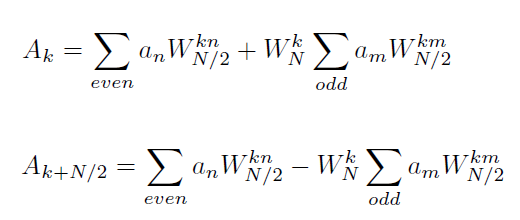 A_k = \sum_{even} a_n W_{N/2}^{kn} + W_N^k \sum_{odd} a_m W_{N/2}^{km}
A_{k+N/2} = \sum_{even} a_n W_{N/2}^{kn} - W_N^k \sum_{odd} a_m W_{N/2}^{km}